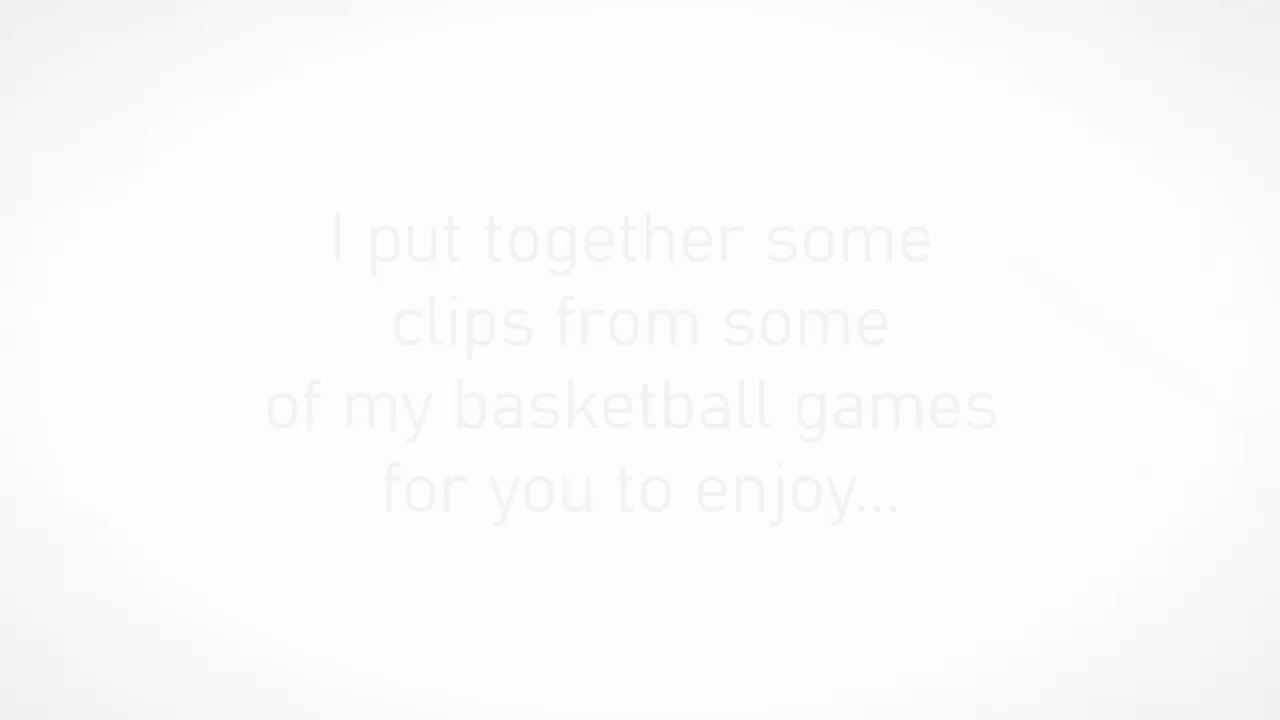 I put together some
clips from some
of my basketball games
for you to enjoy...